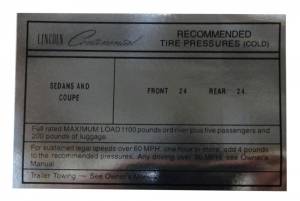 LINCOLN Continental
RECOMMENDED
TIRE PRESSURES (COLD)
SEDANS AND
COUPE
FRONT 24 REAR 24
Full rated MAXIMUM LOAD 1100 pounds or driver plus five passengers and
200 pounds of luggage.
For sustained legal speeds over 60 MPH, one hour or more, add 4 pounds
to the recommended pressures. Any driving over 80 MPH, see Owner's
Manual
Trailer Towing — See Owner's Manual